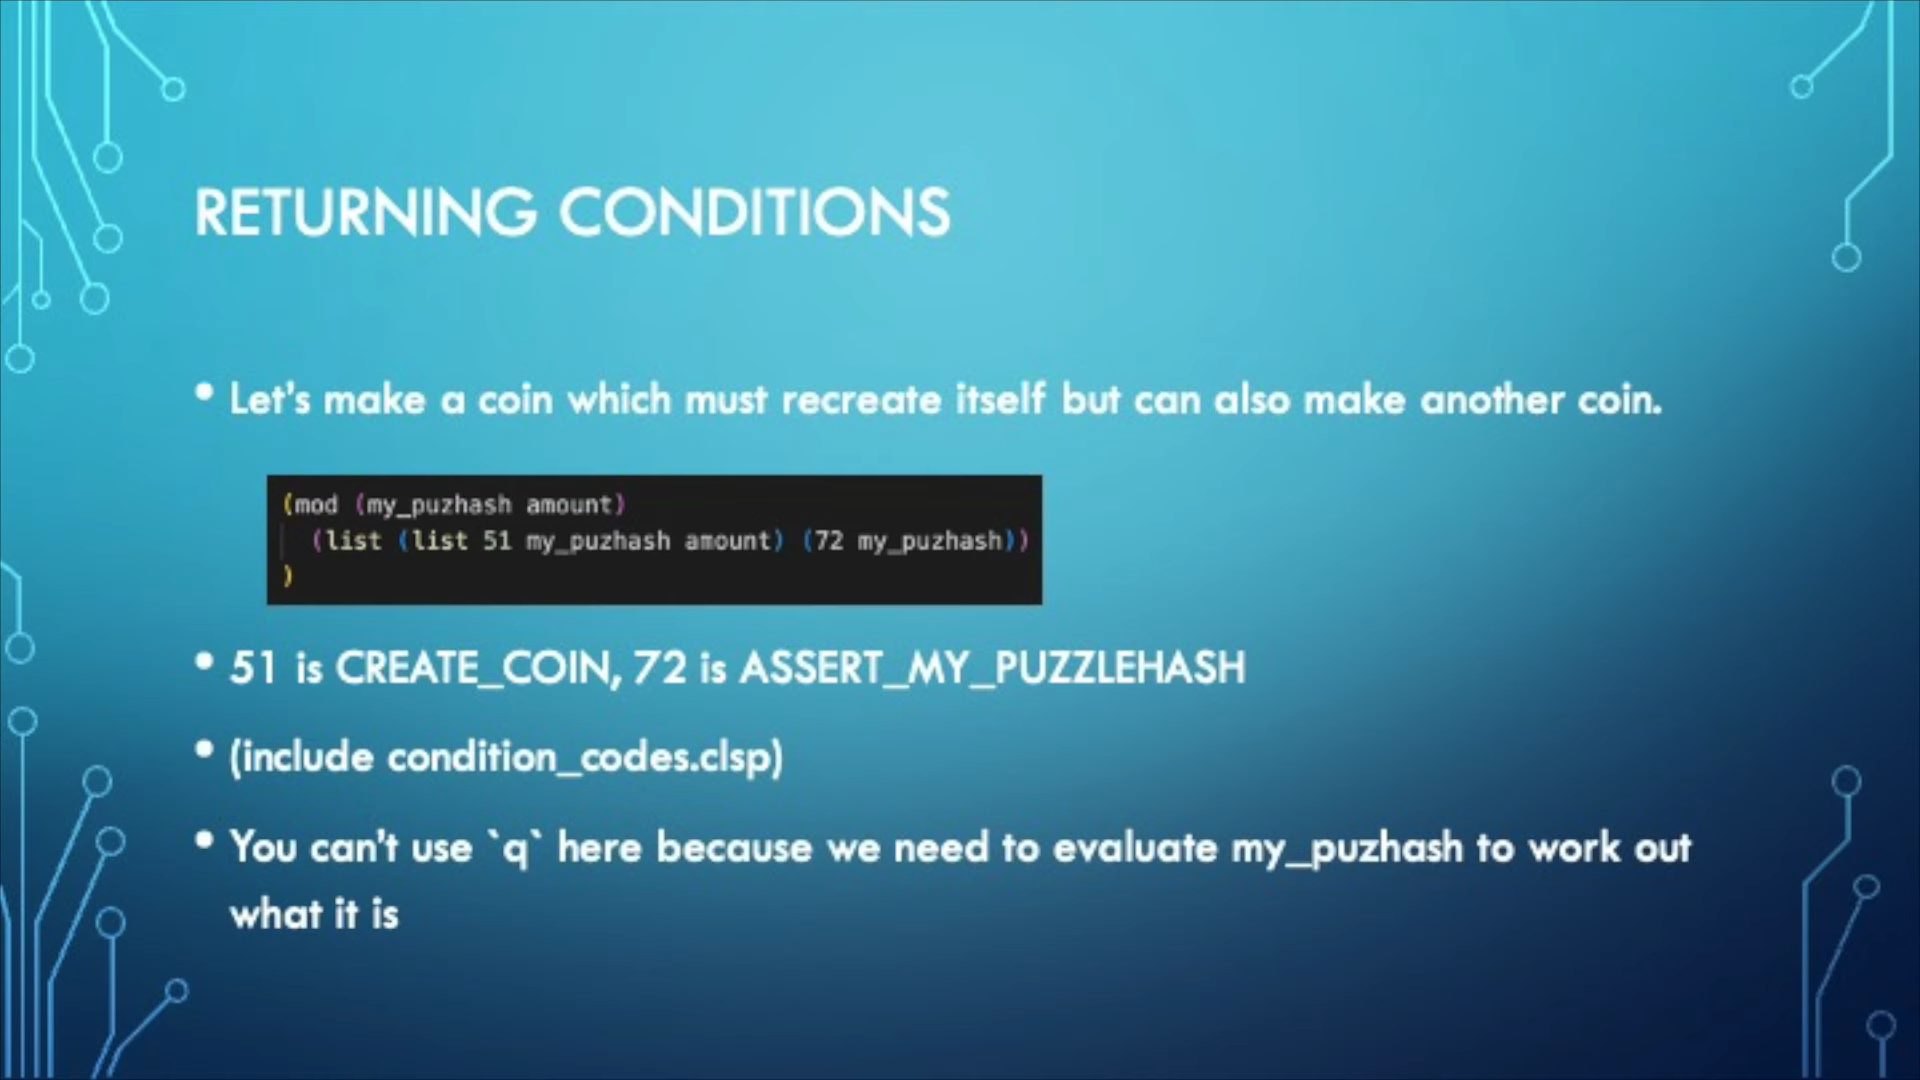 RETURNING CONDITIONS
• Let's make a coin which must recreate itself but can also make another coin.
(mod (my_puzhash amount)
(list (list 51 my_puzhash amount) (72 my_puzhash))
)
• 51 is CREATE_COIN, 72 is ASSERT_MY_PUZZLEHASH
• (include condition_codes.clsp)
• You can't use `q` here because we need to evaluate my_puzhash to work out
what it is